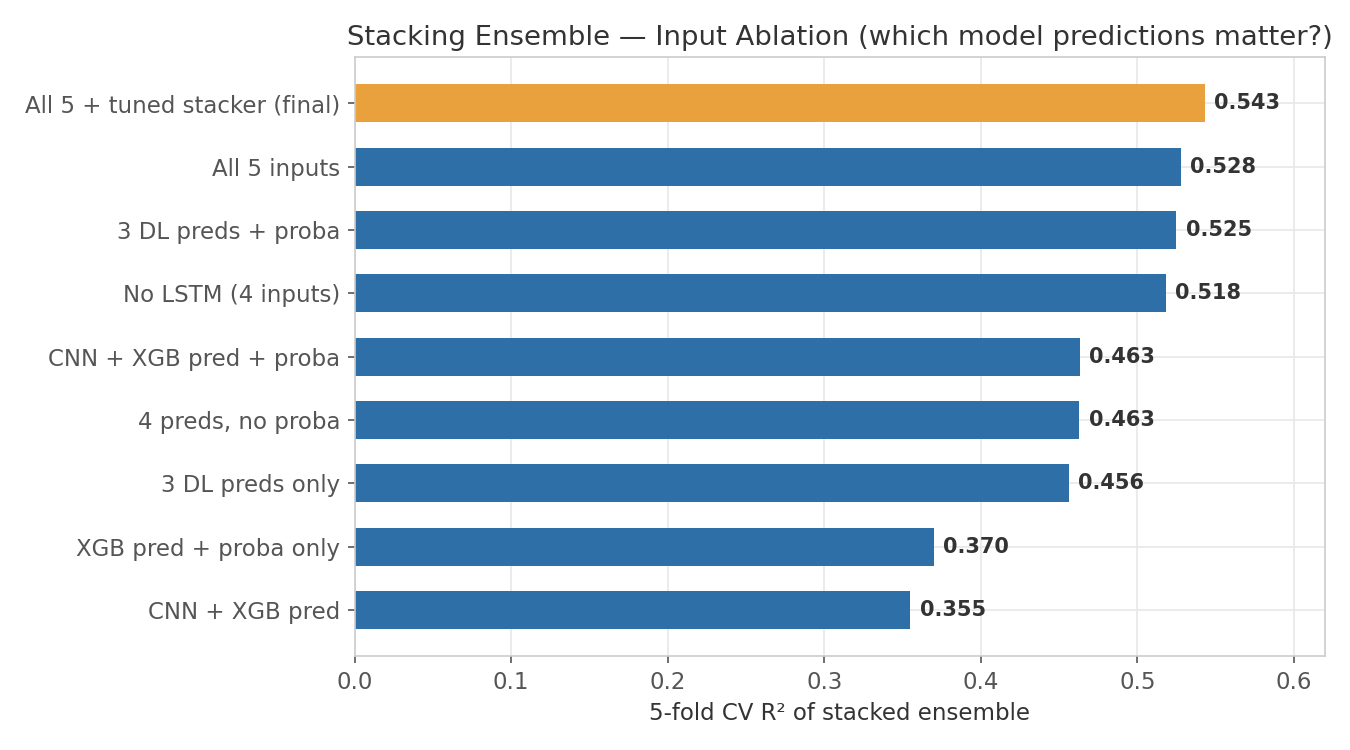 Stacking Ensemble — Input Ablation (which model predictions matter?)
All 5 + tuned stacker (final) 0.543
All 5 inputs 0.528
3 DL preds + proba 0.525
No LSTM (4 inputs) 0.518
CNN + XGB pred + proba 0.463
4 preds, no proba 0.463
3 DL preds only 0.456
XGB pred + proba only 0.370
CNN + XGB pred 0.355
0.0 0.1 0.2 0.3 0.4 0.5 0.6
5-fold CV R² of stacked ensemble